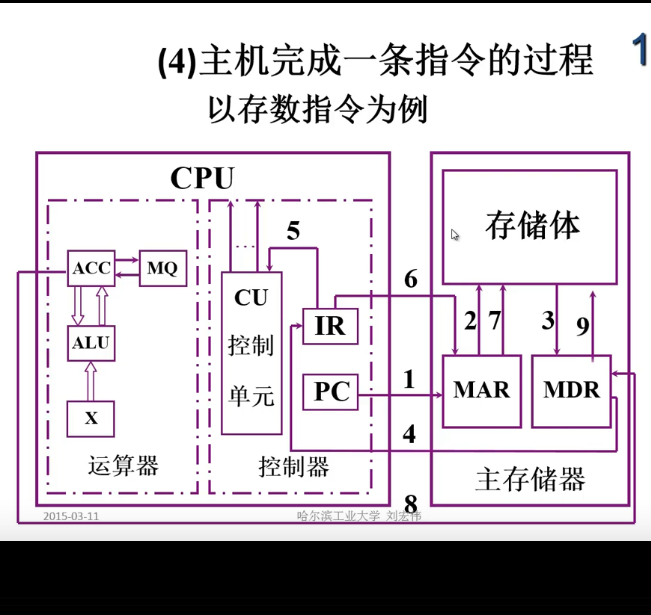 (4)主机完成一条指令的过程
1
以存数指令为例
CPU
ACC
MQ
ALU
X
运算器
...
5
CU
控制
单元
IR
PC
控制器
6
1
4
8
存储体
2
7
3
9
MAR
MDR
主存储器
2015-03-11
哈尔滨工业大学 刘宏伟